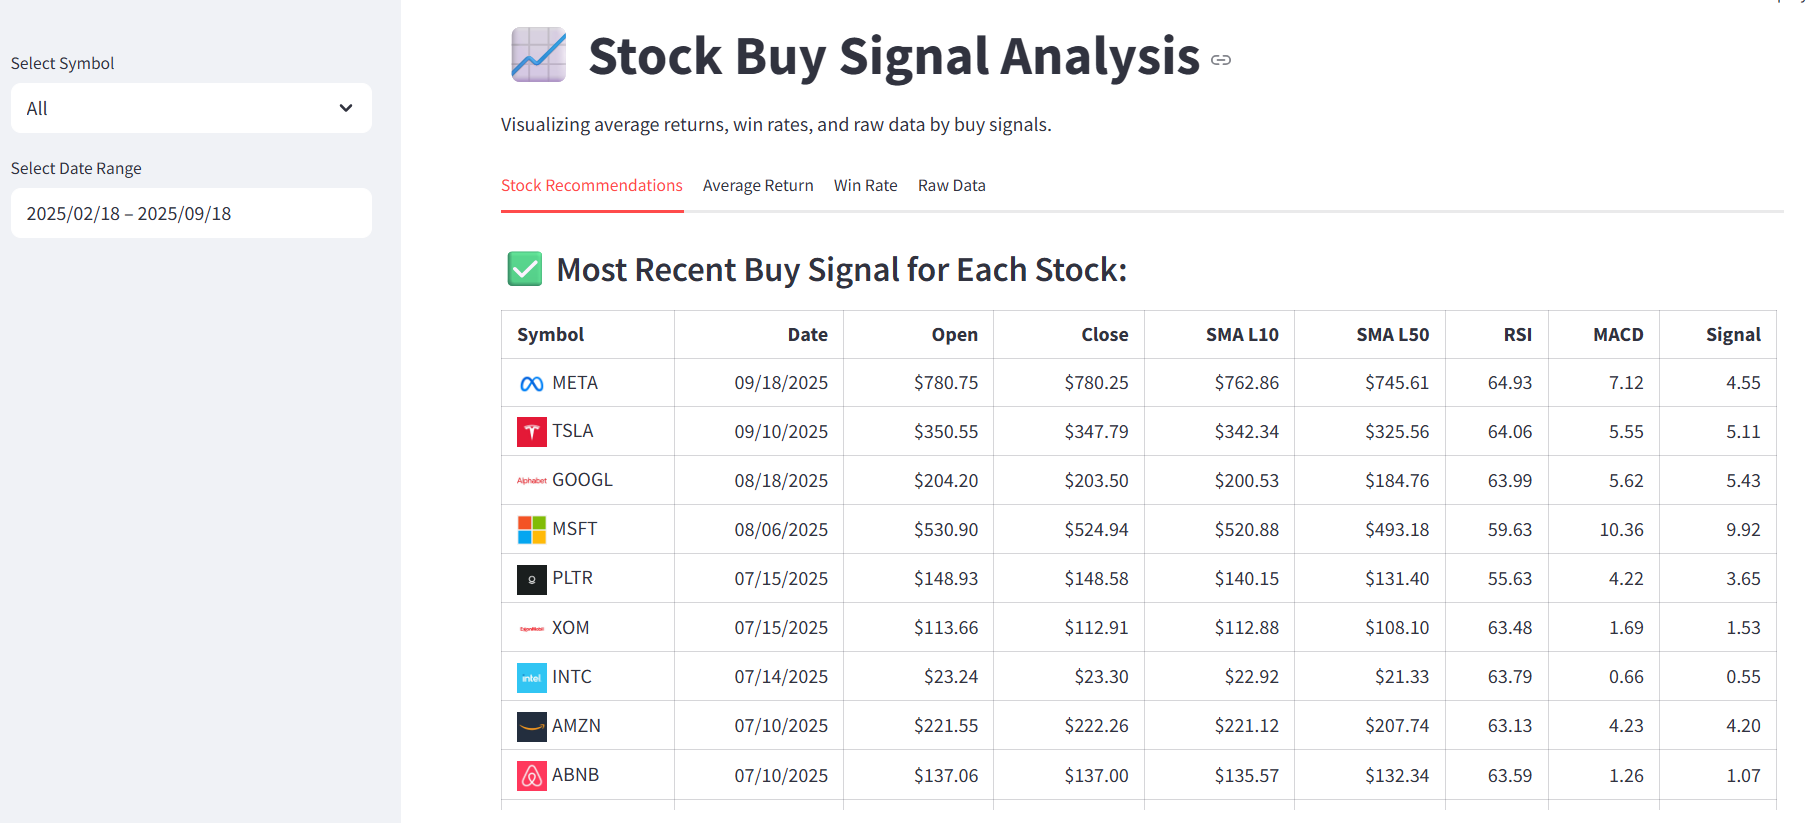 Select Symbol
All
Select Date Range
2025/02/18 – 2025/09/18
Stock Buy Signal Analysis
Visualizing average returns, win rates, and raw data by buy signals.
Stock Recommendations Average Return Win Rate Raw Data
Most Recent Buy Signal for Each Stock:
Symbol Date Open Close SMA L10 SMA L50 RSI MACD Signal
META 09/18/2025 $780.75 $780.25 $762.86 $745.61 64.93 7.12 4.55
TSLA 09/10/2025 $350.55 $347.79 $342.34 $325.56 64.06 5.55 5.11
Alphabet GOOGL 08/18/2025 $204.20 $203.50 $200.53 $184.76 63.99 5.62 5.43
MSFT 08/06/2025 $530.90 $524.94 $520.88 $493.18 59.63 10.36 9.92
PLTR 07/15/2025 $148.93 $148.58 $140.15 $131.40 55.63 4.22 3.65
ExxonMobil XOM 07/15/2025 $113.66 $112.91 $112.88 $108.10 63.48 1.69 1.53
intel INTC 07/14/2025 $23.24 $23.30 $22.92 $21.33 63.79 0.66 0.55
AMZN 07/10/2025 $221.55 $222.26 $221.12 $207.74 63.13 4.23 4.20
ABNB 07/10/2025 $137.06 $137.00 $135.57 $132.34 63.59 1.26 1.07